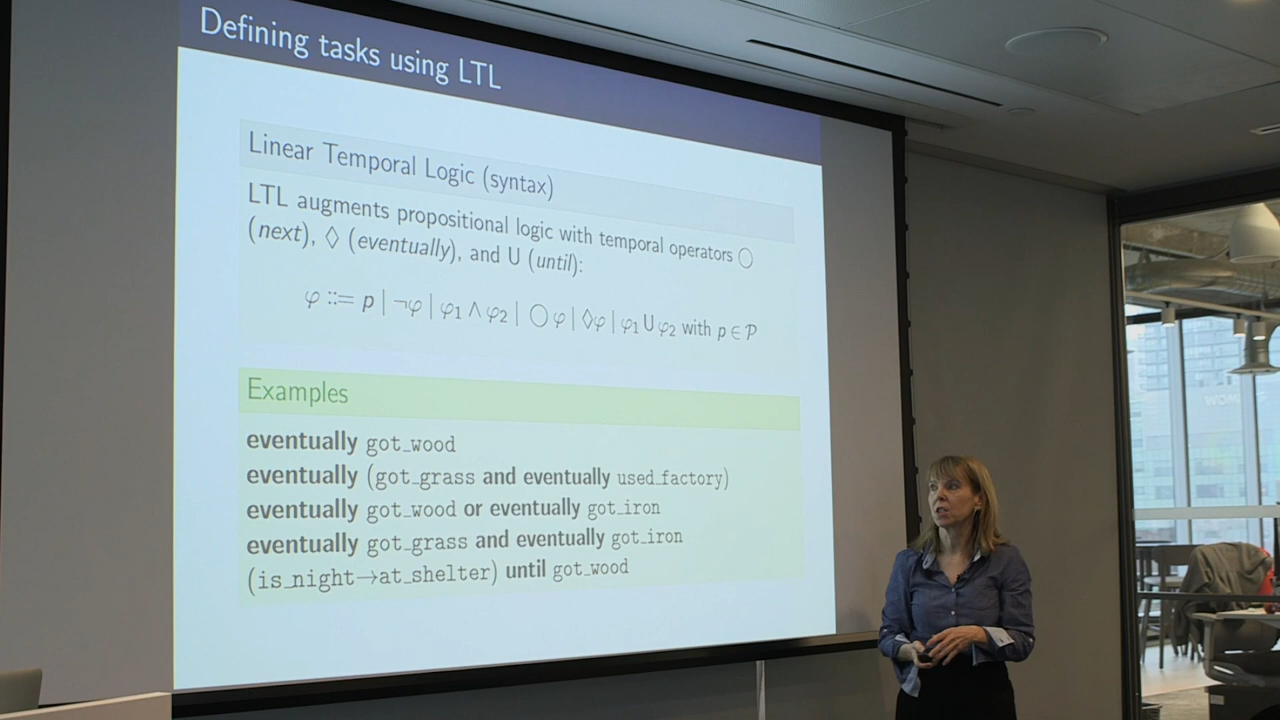 Defining tasks using LTL
Linear Temporal Logic (syntax)
LTL augments propositional logic with temporal operators ◯
(next), ◊ (eventually), and U (until):
φ ::= p | ¬φ | φ₁ ∧ φ₂ | ◯φ | ◊φ | φ₁ U φ₂ with p ∈ 𝒫
Examples
eventually got_wood
eventually (got_grass and eventually used_factory)
eventually got_wood or eventually got_iron
eventually got_grass and eventually got_iron
(is_night→at_shelter) until got_wood